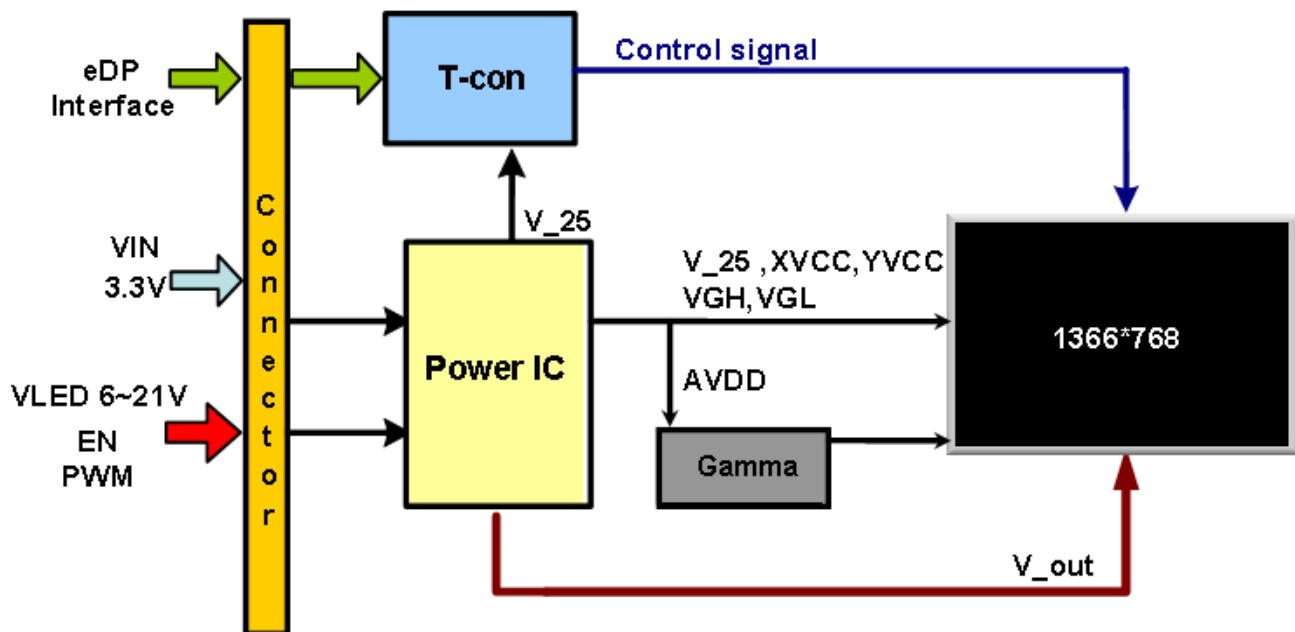 eDP
Interface
T-con
Control signal
Connector
V_25
VIN
3.3V
V_25 ,XVCC,YVCC
VGH,VGL
1366*768
Power IC
AVDD
VLED 6~21V
EN
PWM
Gamma
V_out